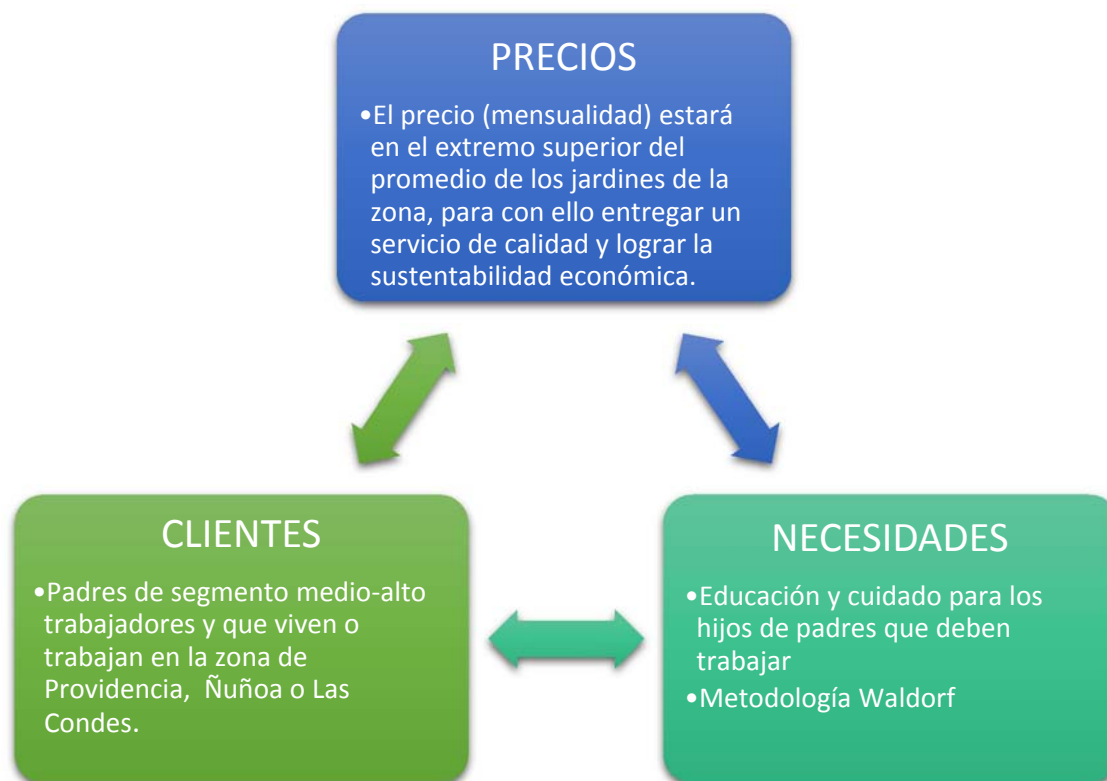 PRECIOS
•El precio (mensualidad) estará
en el extremo superior del
promedio de los jardines de la
zona, para con ello entregar un
servicio de calidad y lograr la
sustentabilidad económica.
CLIENTES
•Padres de segmento medio-alto
trabajadores y que viven o
trabajan en la zona de
Providencia, Ñuñoa o Las
Condes.
NECESIDADES
•Educación y cuidado para los
hijos de padres que deben
trabajar
•Metodología Waldorf